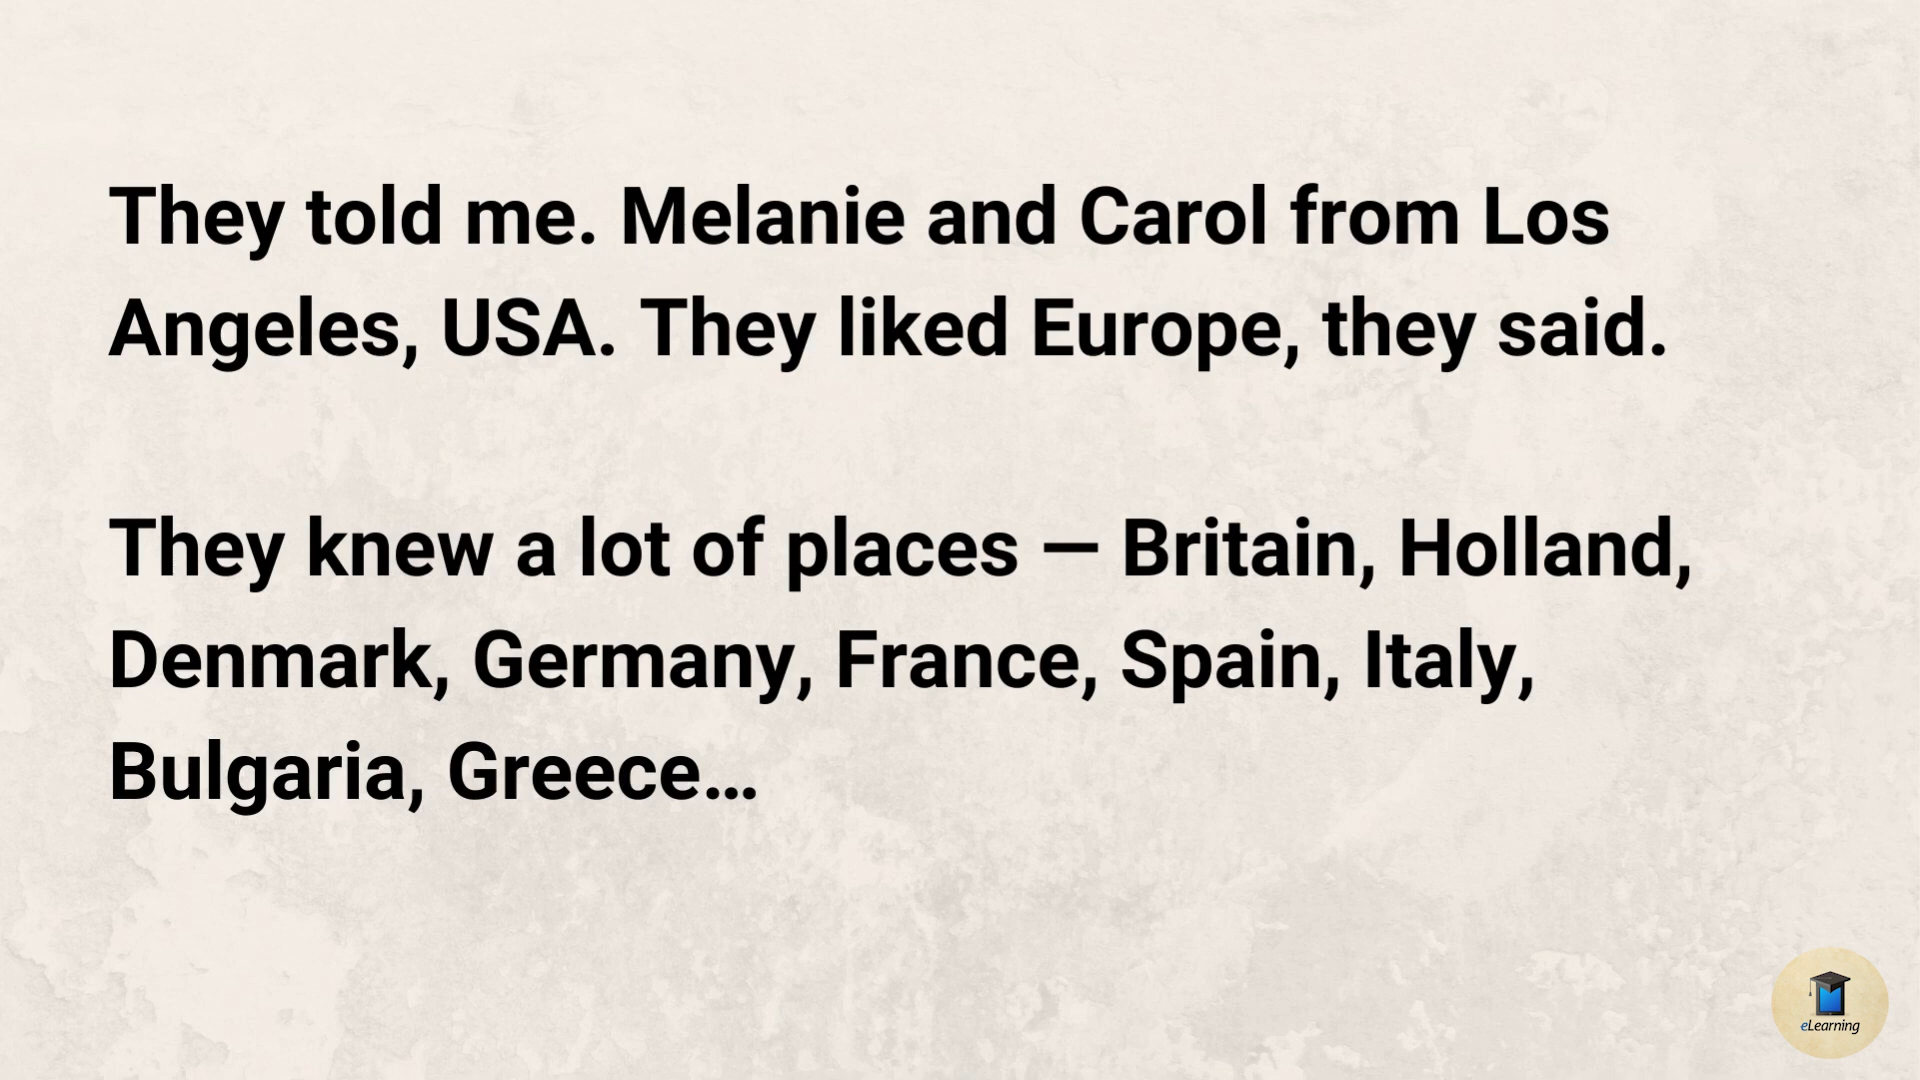 They told me. Melanie and Carol from Los
Angeles, USA. They liked Europe, they said.
They knew a lot of places — Britain, Holland,
Denmark, Germany, France, Spain, Italy,
Bulgaria, Greece...
eLearning